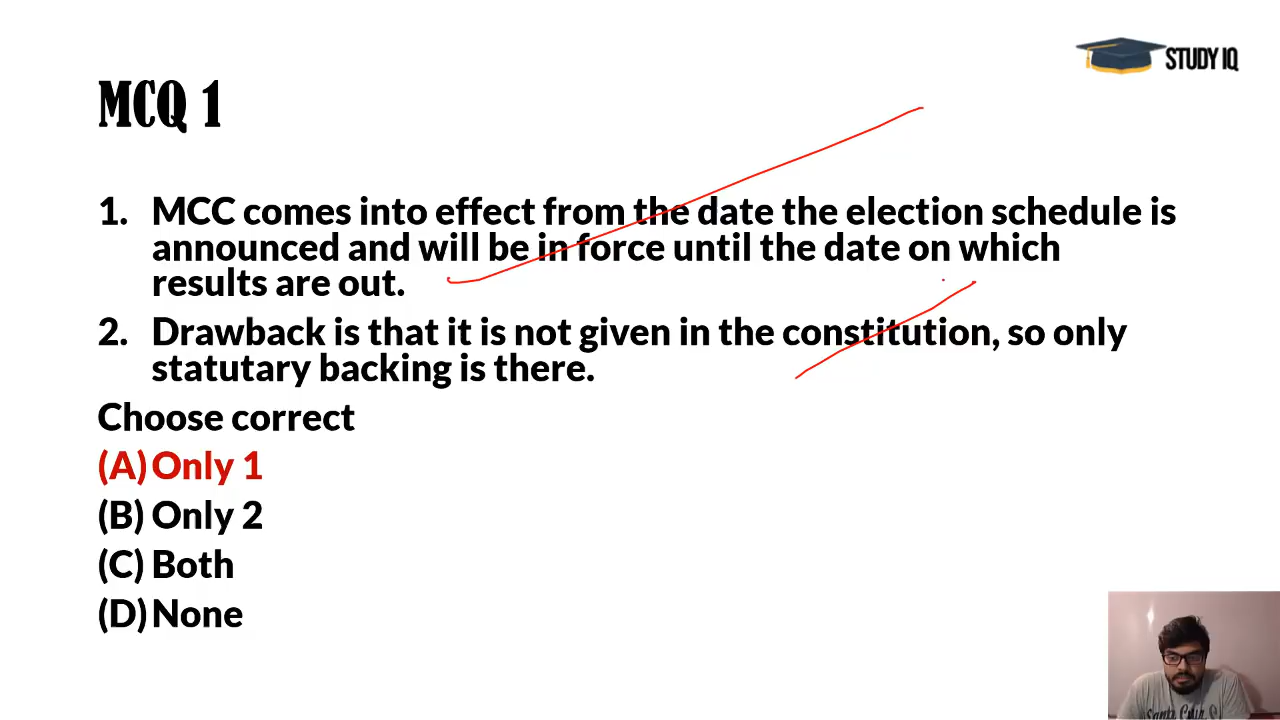 STUDY IQ
MCQ 1
1. MCC comes into effect from the date the election schedule is
announced and will be in force until the date on which
results are out.
2. Drawback is that it is not given in the constitution, so only
statutary backing is there.
Choose correct
(A) Only 1
(B) Only 2
(C) Both
(D) None